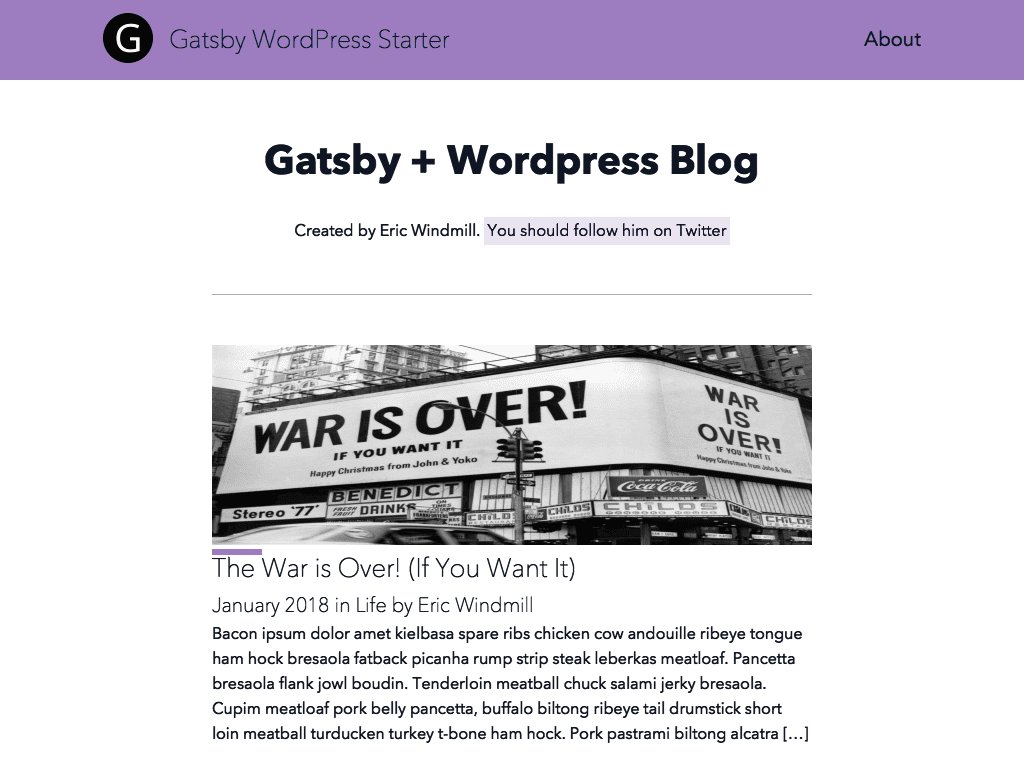 G Gatsby WordPress Starter About
Gatsby + Wordpress Blog
Created by Eric Windmill. You should follow him on Twitter
WAR IS OVER!
IF YOU WANT IT
Happy Christmas from John & Yoko
WAR
IS
OVER!
IF YOU WANT IT
Happy Christmas from John & Yoko
DRINK
Coca-Cola
BENEDICT
Stereo '77'
FRESH
FRUIT
DRINKS
CHILDS
CHILDS
CHILDS
CHILDS
The War is Over! (If You Want It)
January 2018 in Life by Eric Windmill
Bacon ipsum dolor amet kielbasa spare ribs chicken cow andouille ribeye tongue
ham hock bresaola fatback picanha rump strip steak leberkas meatloaf. Pancetta
bresaola flank jowl boudin. Tenderloin meatball chuck salami jerky bresaola.
Cupim meatloaf pork belly pancetta, buffalo biltong ribeye tail drumstick short
loin meatball turducken turkey t-bone ham hock. Pork pastrami biltong alcatra […]